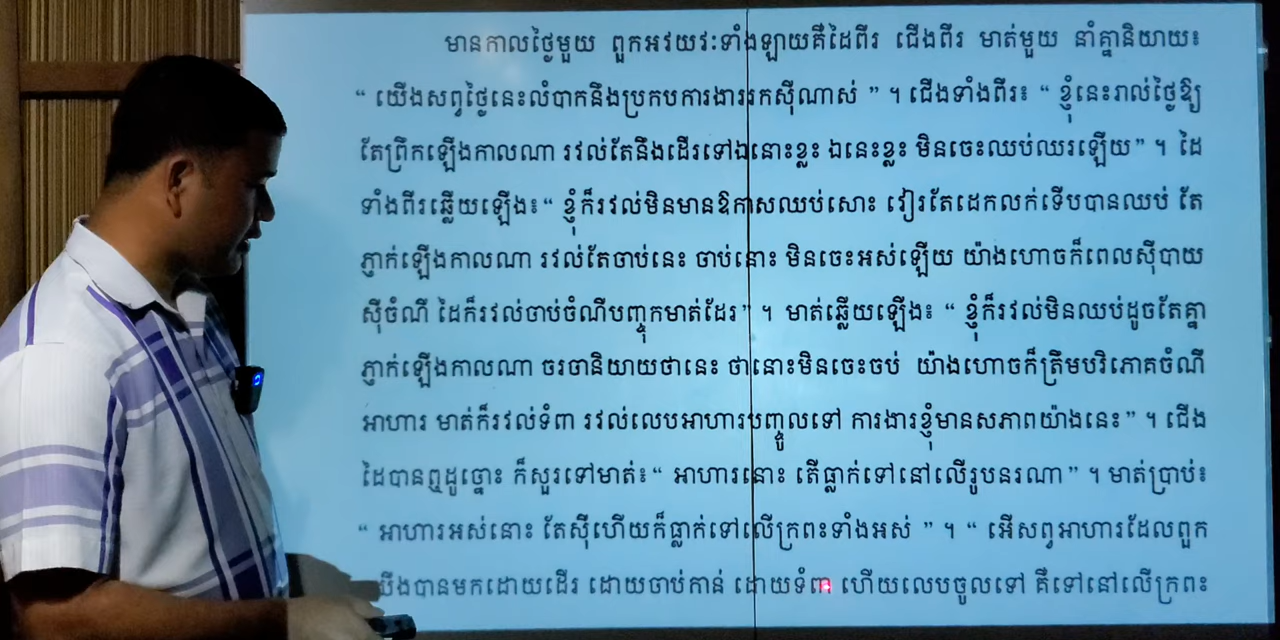 មានកាលថ្ងៃមួយ ពួកអវយវៈទាំងឡាយគឺដៃពីរ ជើងពីរ មាត់មួយ នាំគ្នានិយាយ៖
“ យើងសព្វថ្ងៃនេះលំបាកនឹងប្រកបការងាររកស៊ីណាស់ ” ។ ជើងទាំងពីរ៖ “ ខ្ញុំនេះរាល់ថ្ងៃឱ្យ
តែព្រឹកឡើងកាលណា រវល់តែនឹងដើរទៅឯនោះខ្លះ ឯនេះខ្លះ មិនចេះឈប់ឈរឡើយ” ។ ដៃ
ទាំងពីរឆ្លើយឡើង៖“ ខ្ញុំក៏រវល់មិនមានឱកាសឈប់សោះ វៀរតែដេកលក់ទើបបានឈប់ តែ
ភ្ញាក់ឡើងកាលណា រវល់តែចាប់នេះ ចាប់នោះ មិនចេះអស់ឡើយ យ៉ាងហោចក៏ពេលស៊ីបាយ
ស៊ីចំណី ដៃក៏រវល់ចាប់ចំណីបញ្ចុកមាត់ដែរ” ។ មាត់ឆ្លើយឡើង៖ “ ខ្ញុំក៏រវល់មិនឈប់ដូចតែគ្នា
ភ្ញាក់ឡើងកាលណា ចរចានិយាយថានេះ ថានោះមិនចេះចប់ យ៉ាងហោចក៏ត្រឹមបរិភោគចំណី
អាហារ មាត់ក៏រវល់ទំពា រវល់លេបអាហារបញ្ចូលទៅ ការងារខ្ញុំមានសភាពយ៉ាងនេះ” ។ ជើង
ដៃបានឮដូច្នោះ ក៏សួរទៅមាត់៖“ អាហារនោះ តើធ្លាក់ទៅនៅលើរូបនរណា” ។ មាត់ប្រាប់៖
“ អាហារអស់នោះ តែស៊ីហើយក៏ធ្លាក់ទៅលើក្រពះទាំងអស់ ” ។ “ អើសព្វអាហារដែលពួក
យើងបានមកដោយដើរ ដោយចាប់កាន់ ដោយទំពា ហើយលេបចូលទៅ គឺទៅនៅលើក្រពះ